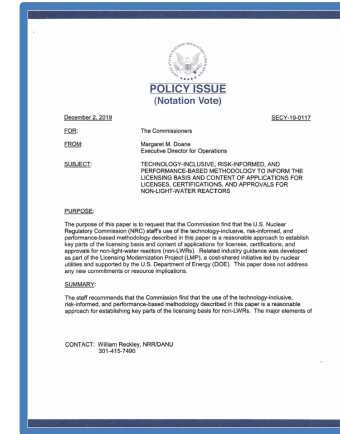 POLICY ISSUE
(Notation Vote)
December 2, 2019 SECY-19-0117
FOR: The Commissioners
FROM: Margaret M. Doane
Executive Director for Operations
SUBJECT: TECHNOLOGY-INCLUSIVE, RISK-INFORMED, AND
PERFORMANCE-BASED METHODOLOGY TO INFORM THE
LICENSING BASIS AND CONTENT OF APPLICATIONS FOR
LICENSES, CERTIFICATIONS, AND APPROVALS FOR
NON-LIGHT-WATER REACTORS
PURPOSE:
The purpose of this paper is to request that the Commission find that the U.S. Nuclear
Regulatory Commission (NRC) staff's use of the technology-inclusive, risk-informed, and
performance-based methodology described in this paper is a reasonable approach to establish
key parts of the licensing basis and content of applications for licenses, certifications, and
approvals for non-light-water reactors (non-LWRs). Related industry guidance was developed
as part of the Licensing Modernization Project (LMP), a cost-shared initiative led by nuclear
utilities and supported by the U.S. Department of Energy (DOE). This paper does not address
any new commitments or resource implications.
SUMMARY:
The staff recommends that the Commission find that the use of the technology-inclusive,
risk-informed, and performance-based methodology described in this paper is a reasonable
approach for establishing key parts of the licensing basis for non-LWRs. The major elements of
CONTACT: William Reckley, NRR/DANU
301-415-7490